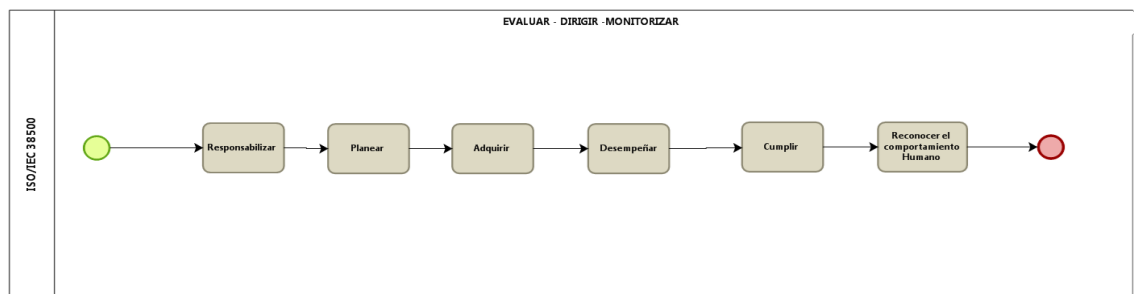 EVALUAR - DIRIGIR -MONITORIZAR
ISO/IEC 38500
Responsabilizar
Planear
Adquirir
Desempeñar
Cumplir
Reconocer el
comportamiento
Humano